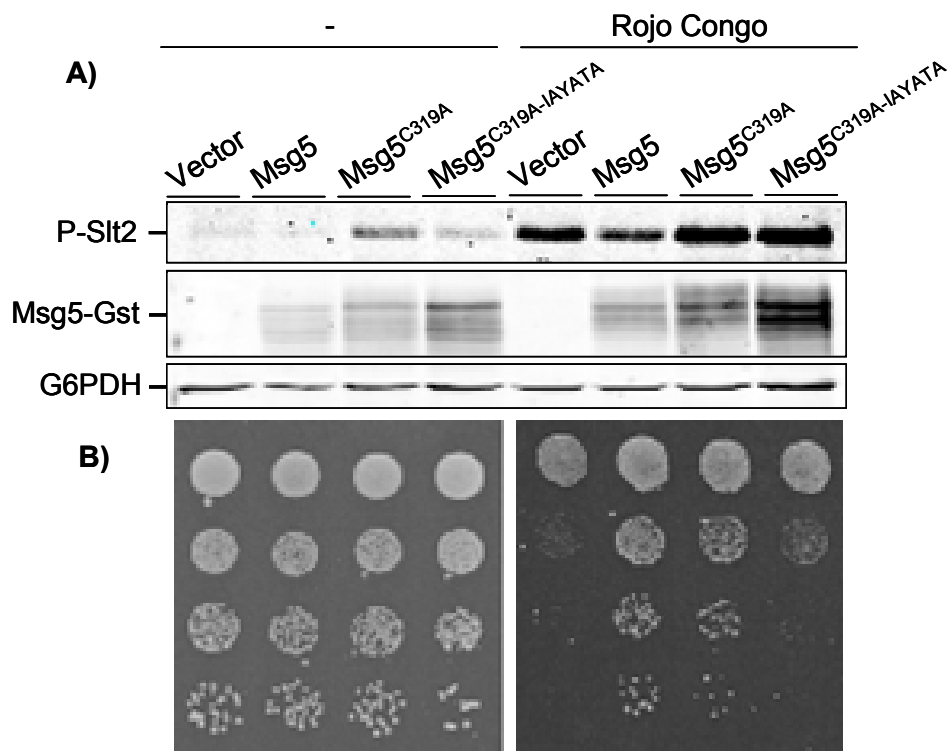 - Rojo Congo
A)
Vector Msg5 Msg5C319A Msg5C319A-IAYATA Vector Msg5 Msg5C319A Msg5C319A-IAYATA
P-Slt2
Msg5-Gst
G6PDH
B)